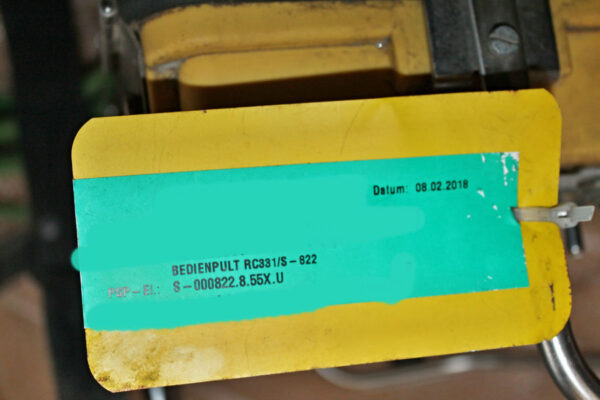 Datum: 08.02.2018
BEDIENPULT RC331/S-822
PSP-El.: S-000822.8.55X.U